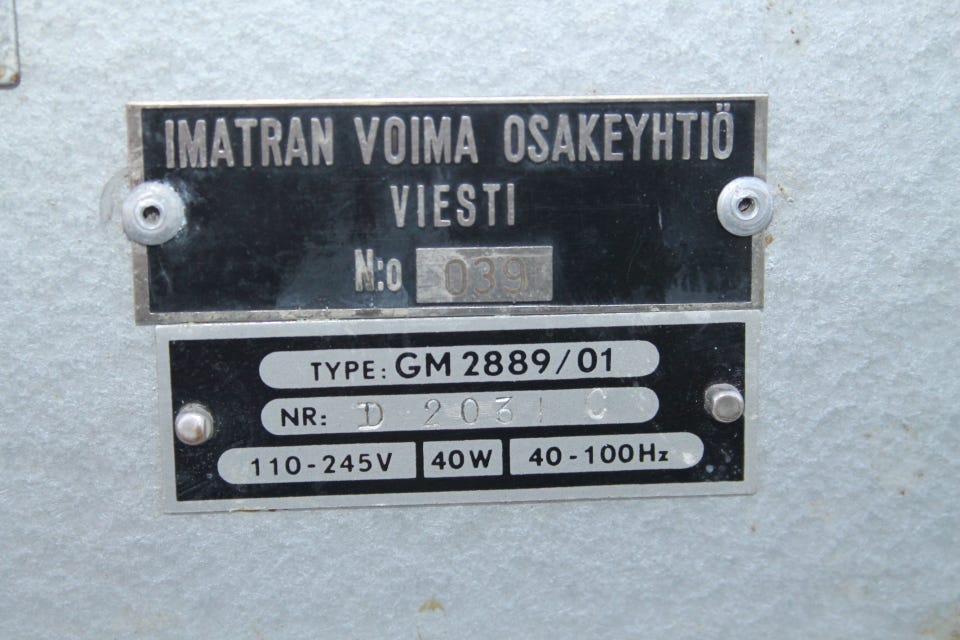 IMATRAN VOIMA OSAKEYHTIÖ
VIESTI
N:o 039
TYPE: GM 2889/01
NR: D 2031 C
110-245V 40W 40-100Hz